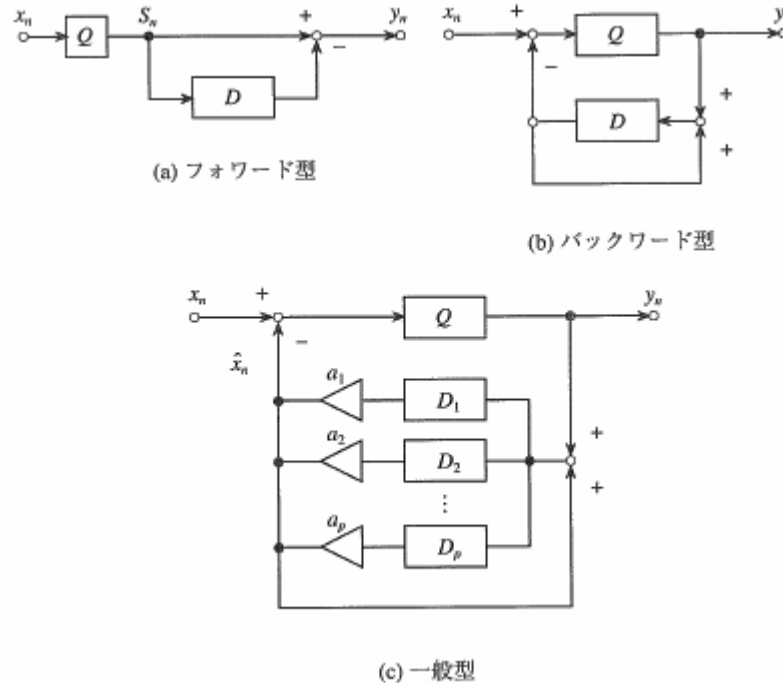 x_n Q S_n + − y_n
D
(a) フォワード型
x_n + Q y
− +
D
+
(b) バックワード型
x_n + Q y_n
−
x̂_n
a_1 D_1
+
a_2 D_2
+
⋮
a_p D_p
(c) 一般型